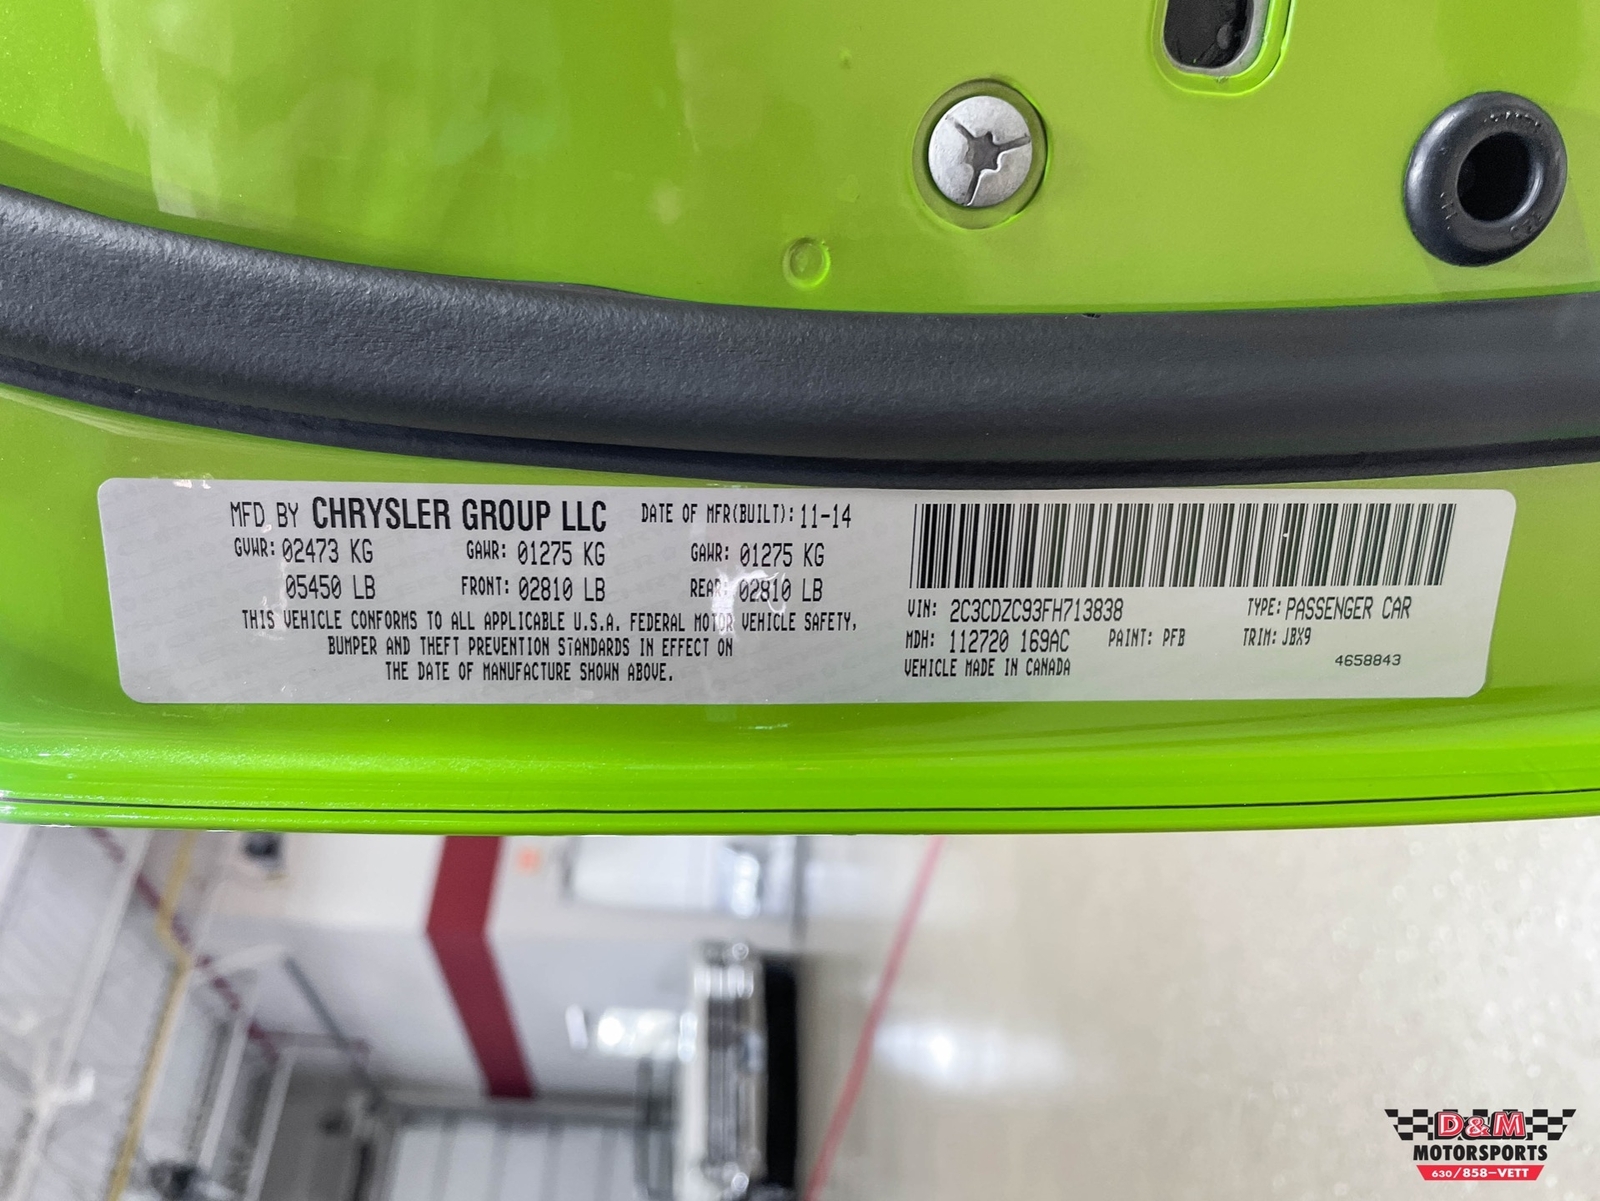 MFD BY CHRYSLER GROUP LLC DATE OF MFR(BUILT): 11-14
GVWR: 02473 KG GAWR: 01275 KG GAWR: 01275 KG
05450 LB FRONT: 02810 LB REAR: 02810 LB
THIS VEHICLE CONFORMS TO ALL APPLICABLE U.S.A. FEDERAL MOTOR VEHICLE SAFETY,
BUMPER AND THEFT PREVENTION STANDARDS IN EFFECT ON
THE DATE OF MANUFACTURE SHOWN ABOVE.
VIN: 2C3CDZC93FH713838 TYPE: PASSENGER CAR
MDH: 112720 169AC PAINT: PFB TRIM: JBX9
VEHICLE MADE IN CANADA 4658843
D&M
MOTORSPORTS
630/858-VETT